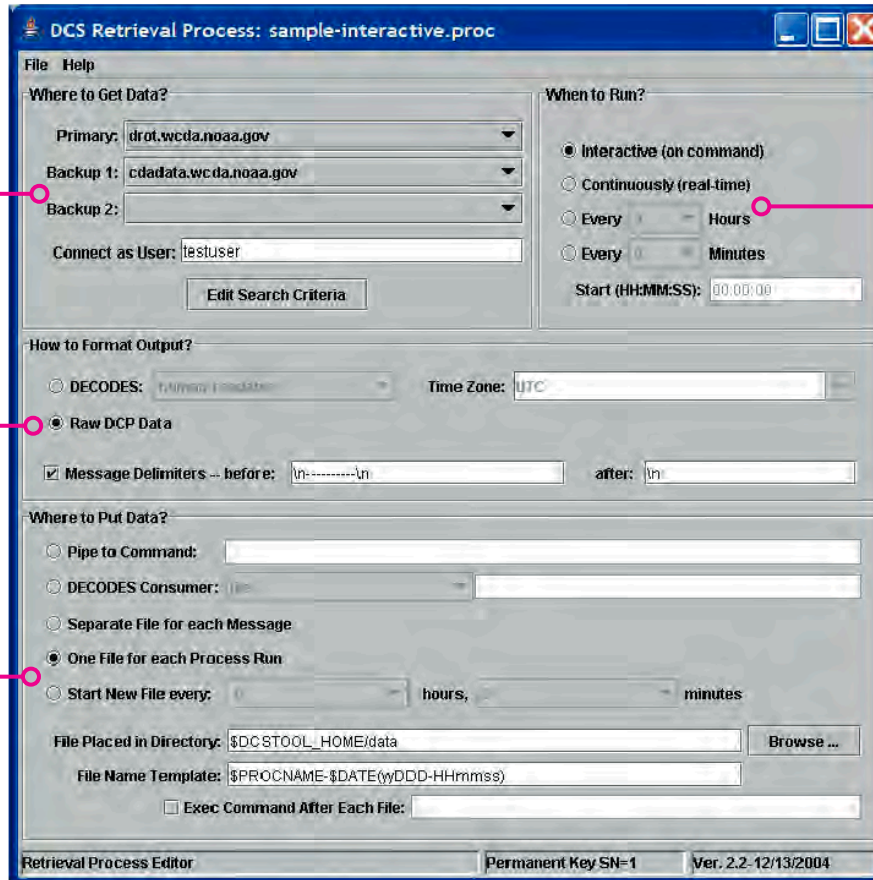 DCS Retrieval Process: sample-interactive.proc
File Help
Where to Get Data?
Primary: drot.wcda.noaa.gov
Backup 1: cdadata.wcda.noaa.gov
Backup 2:
Connect as User: testuser
Edit Search Criteria
When to Run?
Interactive (on command)
Continuously (real-time)
Every Hours
Every Minutes
Start (HH:MM:SS): 00:00:00
How to Format Output?
DECODES: Time Zone: UTC
Raw DCP Data
Message Delimiters -- before: \n----------\n after: \n
Where to Put Data?
Pipe to Command:
DECODES Consumer:
Separate File for each Message
One File for each Process Run
Start New File every: hours, minutes
File Placed in Directory: $DCSTOOL_HOME/data Browse ...
File Name Template: $PROCNAME-$DATE(yyDDD-HHmmss)
Exec Command After Each File:
Retrieval Process Editor Permanent Key SN=1 Ver. 2.2-12/13/2004